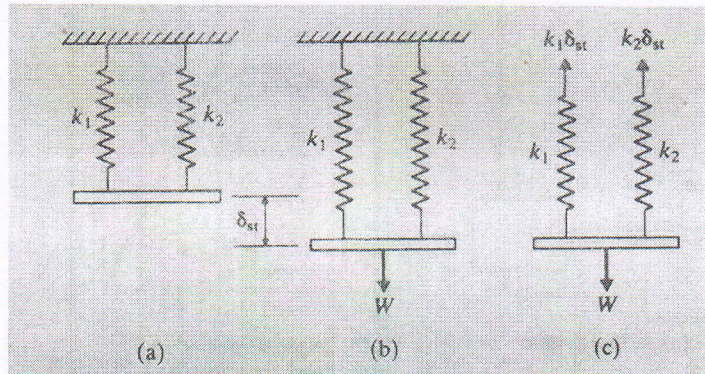 k₁δst k₂δst
k₁ k₂
k₁ k₂
k₁ k₂
δst
W
W
(a) (b) (c)